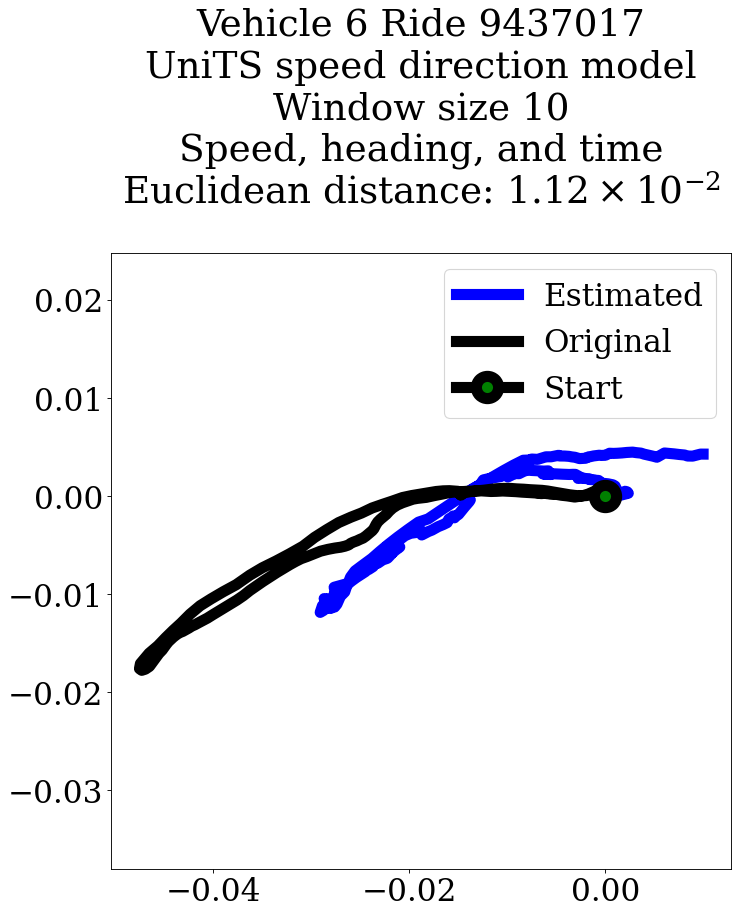 Vehicle 6 Ride 9437017
UniTS speed direction model
Window size 10
Speed, heading, and time
Euclidean distance: 1.12 × 10⁻²
Estimated
Original
Start
0.02
0.01
0.00
−0.01
−0.02
−0.03
−0.04 −0.02 0.00